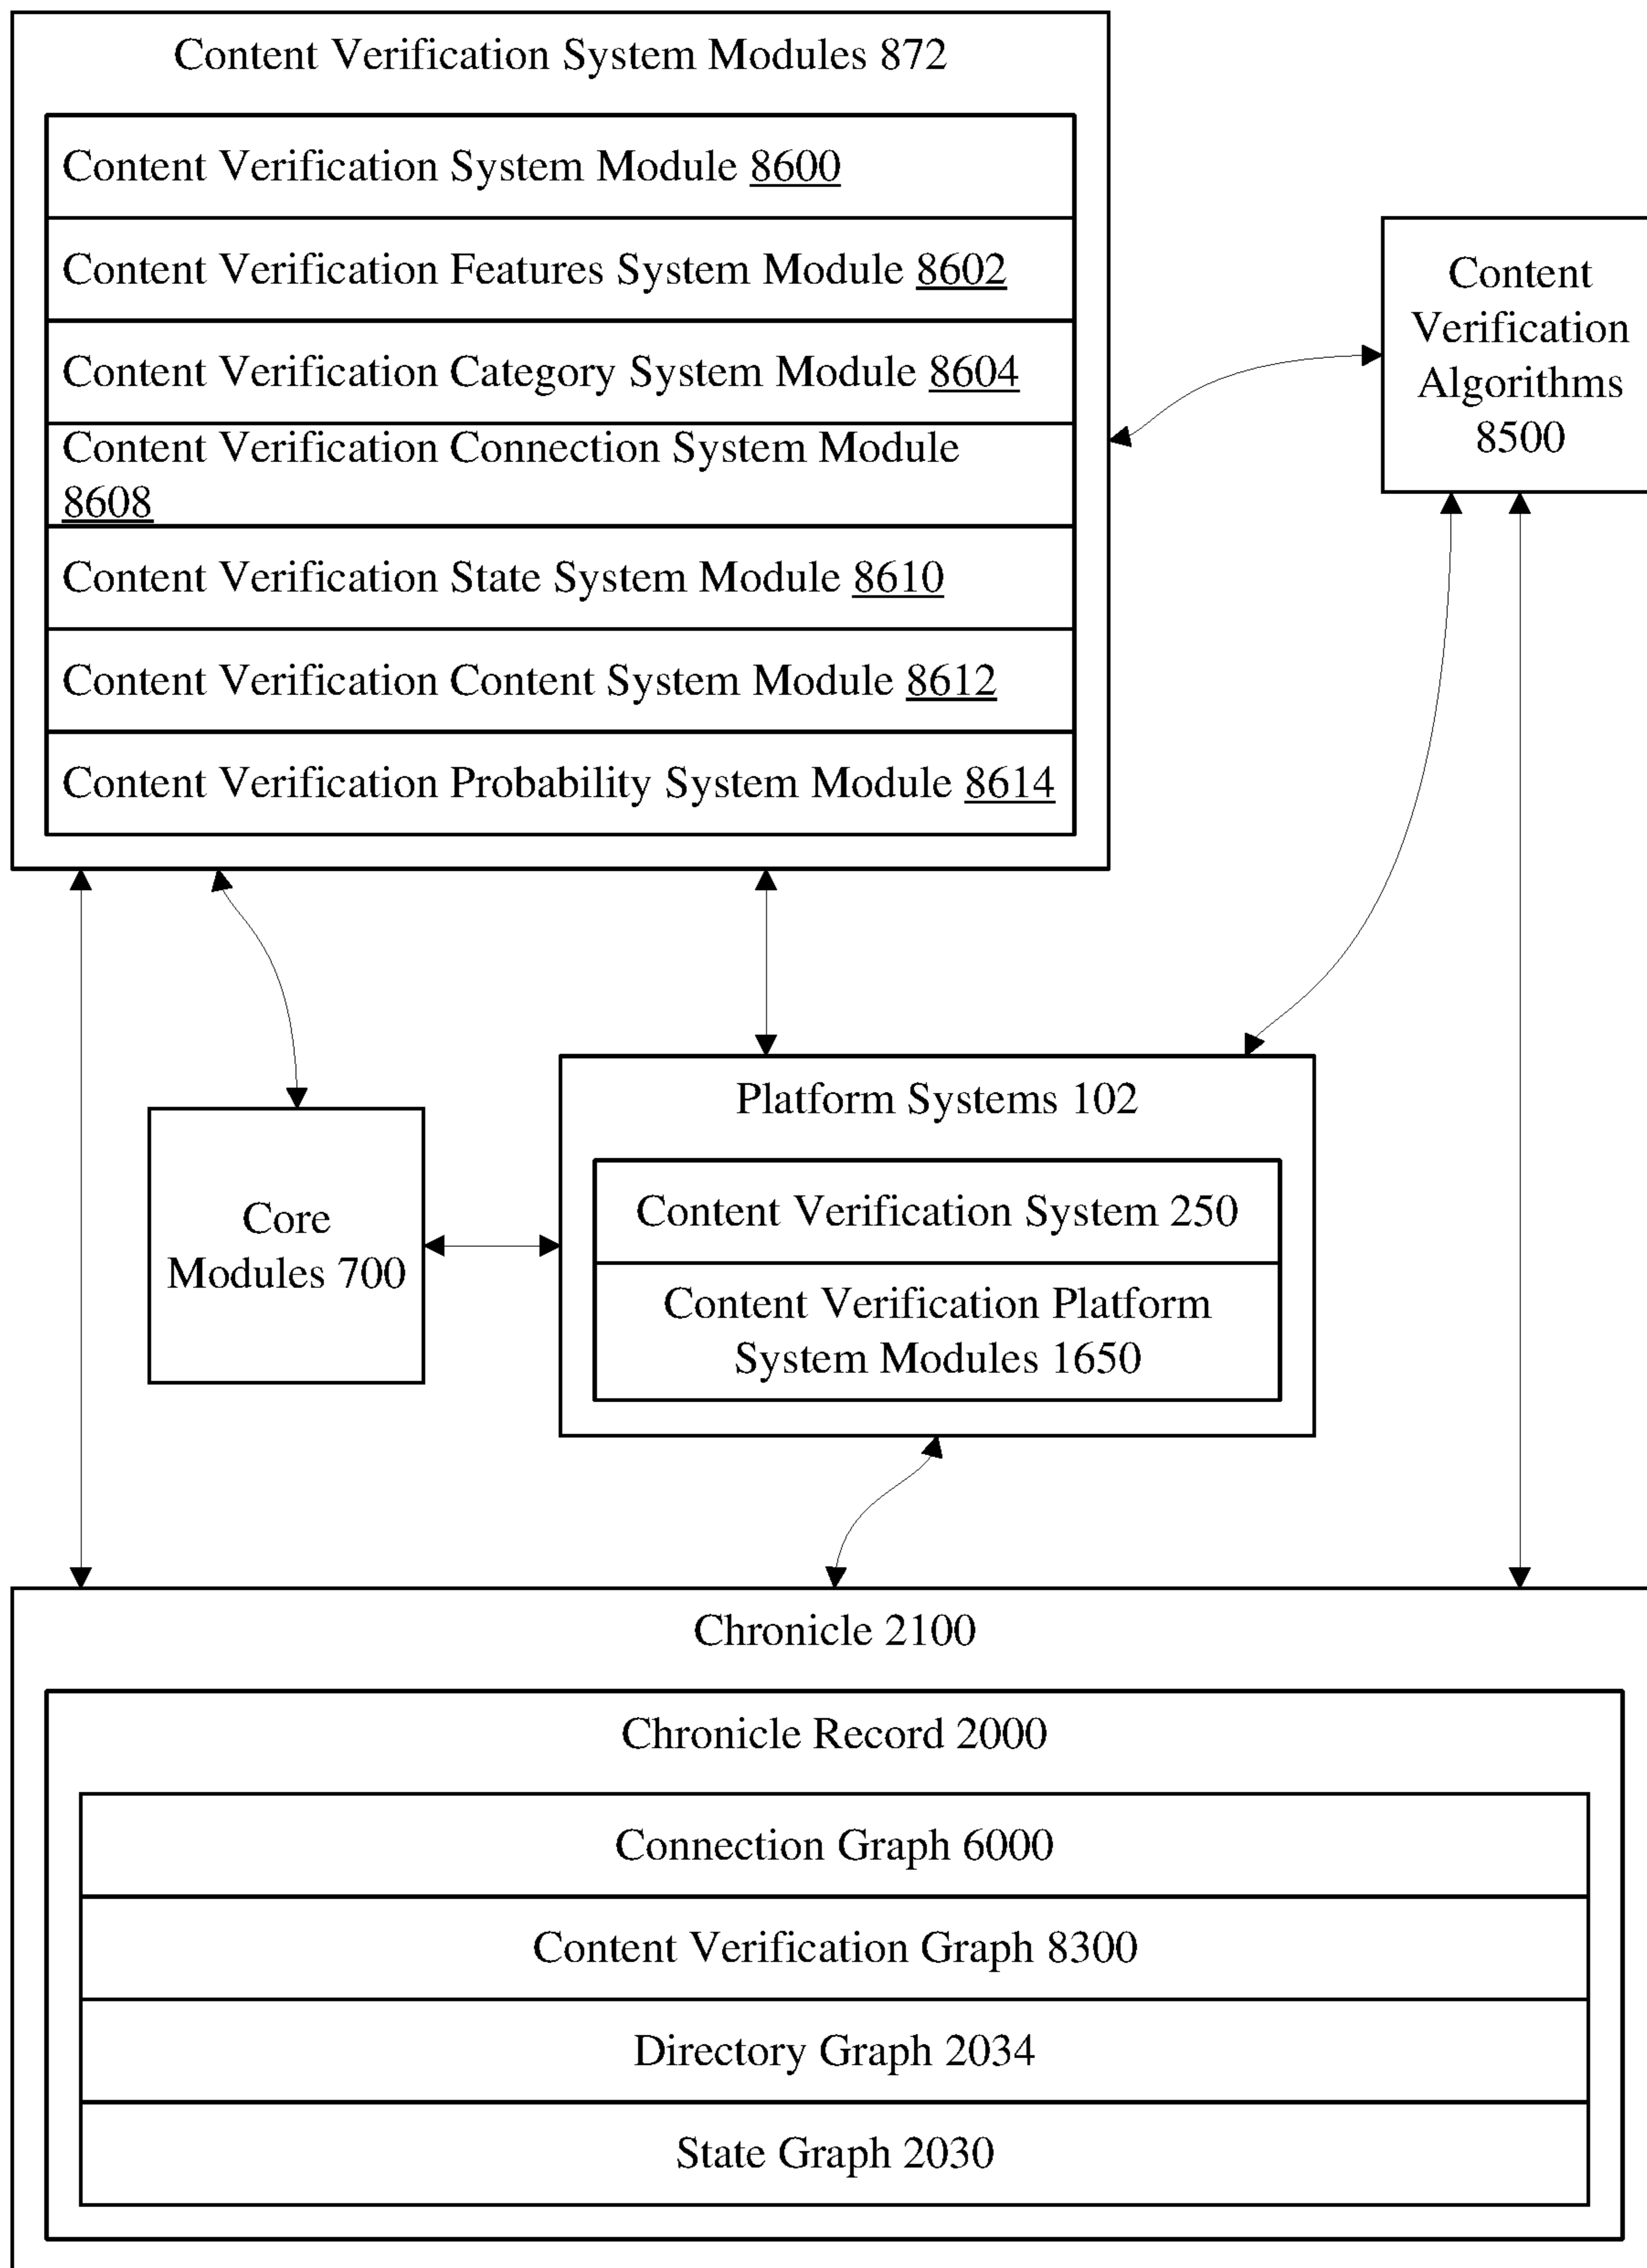 Content Verification System Modules 872
Content Verification System Module 8600
Content Verification Features System Module 8602
Content Verification Category System Module 8604
Content Verification Connection System Module
8608
Content Verification State System Module 8610
Content Verification Content System Module 8612
Content Verification Probability System Module 8614
Content
Verification
Algorithms
8500
Platform Systems 102
Content Verification System 250
Content Verification Platform
System Modules 1650
Core
Modules 700
Chronicle 2100
Chronicle Record 2000
Connection Graph 6000
Content Verification Graph 8300
Directory Graph 2034
State Graph 2030